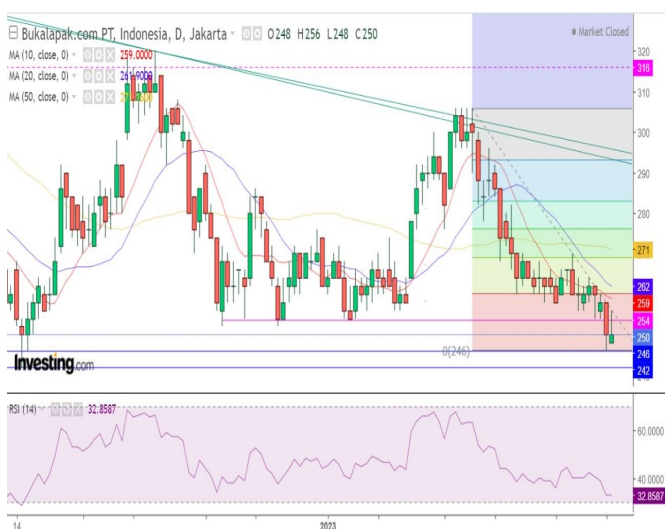 Bukalapak.com PT, Indonesia, D, Jakarta O248 H256 L248 C250
Market Closed
MA (10, close, 0) 259.0000
MA (20, close, 0) 261.9000
MA (50, close, 0)
320
316
310
300
290
280
271
262
259
254
250
246
242
0(246)
Investing.com
RSI (14) 32.8587
60.0000
40.0000
32.8587
14
2023